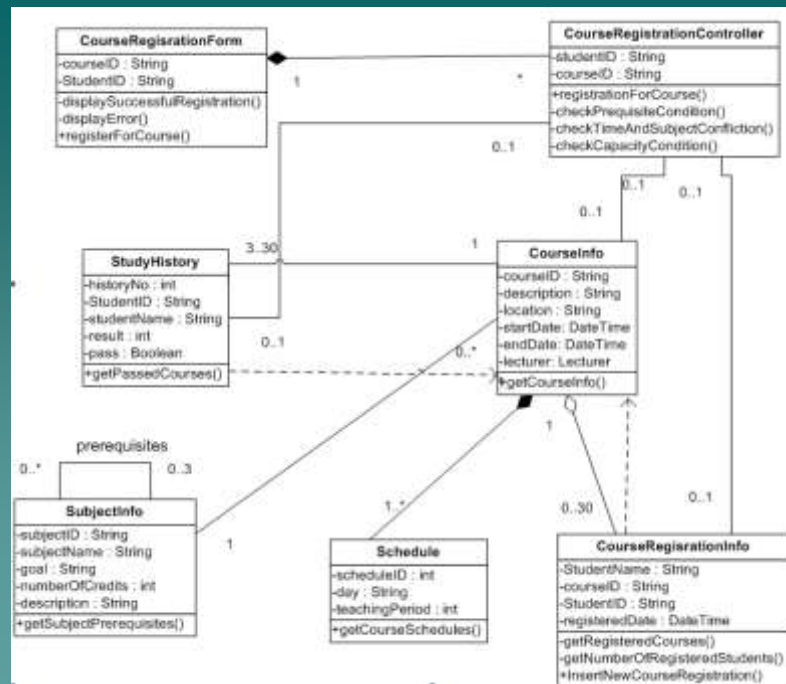 CourseRegisrationForm
-courseID : String
-StudentID : String
-displaySuccessfulRegistration()
-displayError()
+registerForCourse()
1
*
CourseRegistrationController
-studentID : String
-courseID : String
+registrationForCourse()
-checkPrequisiteCondition()
-checkTimeAndSubjectConfliction()
-checkCapacityCondition()
0..1
0..1
0..1
0..1
StudyHistory
-historyNo : int
-StudentID : String
-studentName : String
-result : int
-pass : Boolean
+getPassedCourses()
3..30
1
0..1
0..*
CourseInfo
-courseID : String
-description : String
-location : String
-startDate: DateTime
-endDate: DateTime
-lecturer: Lecturer
+getCourseInfo()
prerequisites
0..*
0..3
SubjectInfo
-subjectID : String
-subjectName : String
-goal : String
-numberOfCredits : int
-description : String
+getSubjectPrerequisites()
1
1..*
1
0..30
0..1
Schedule
-scheduleID : int
-day : String
-teachingPeriod : int
+getCourseSchedules()
CourseRegisrationInfo
-StudentName : String
-courseID : String
-StudentID : String
-registeredDate : DateTime
-getRegisteredCourses()
-getNumberOfRegisteredStudents()
+InsertNewCourseRegistration()